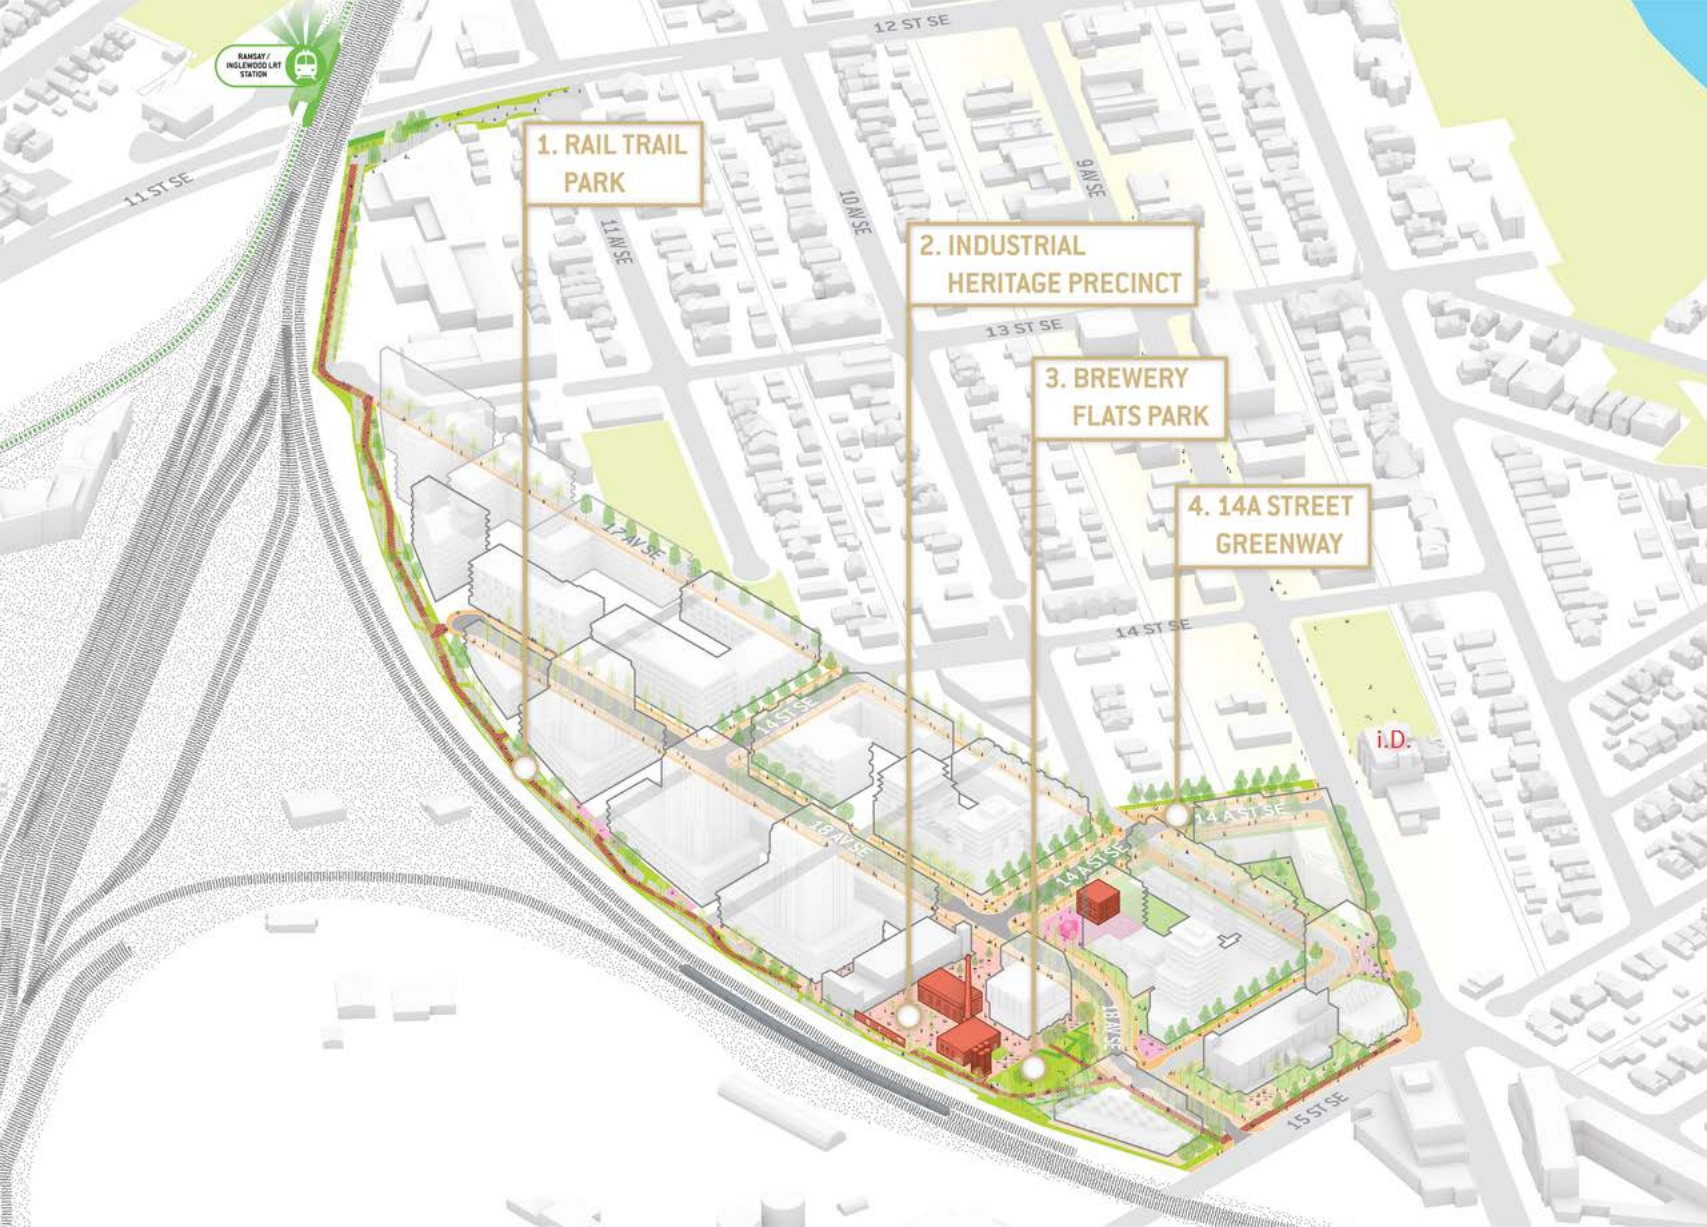 12 ST SE
RAMSAY /
INGLEWOOD LRT
STATION
1. RAIL TRAIL
PARK
11 ST SE
9 AV SE
10 AV SE
11 AV SE
2. INDUSTRIAL
HERITAGE PRECINCT
13 ST SE
3. BREWERY
FLATS PARK
4. 14A STREET
GREENWAY
17 AV SE
14 ST SE
14 ST SE
i.D.
14 A ST SE
18 AV SE
14 A ST SE
18 AV SE
15 ST SE